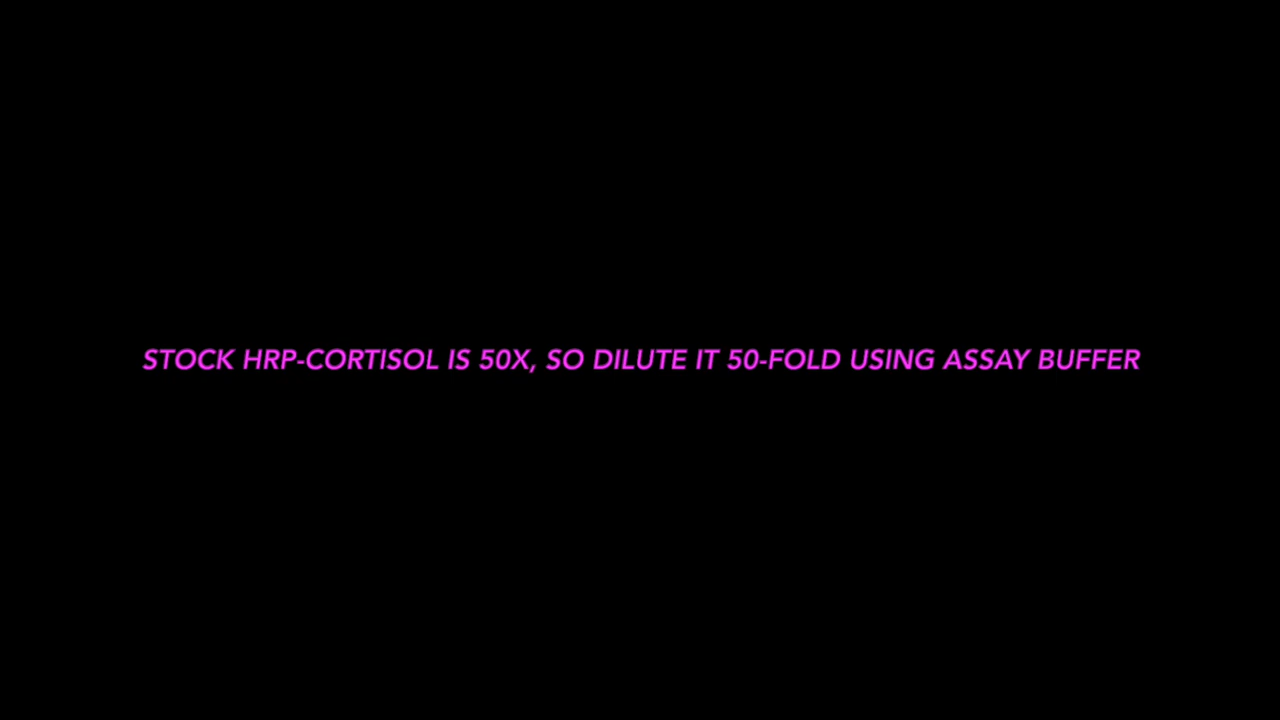 STOCK HRP-CORTISOL IS 50X, SO DILUTE IT 50-FOLD USING ASSAY BUFFER